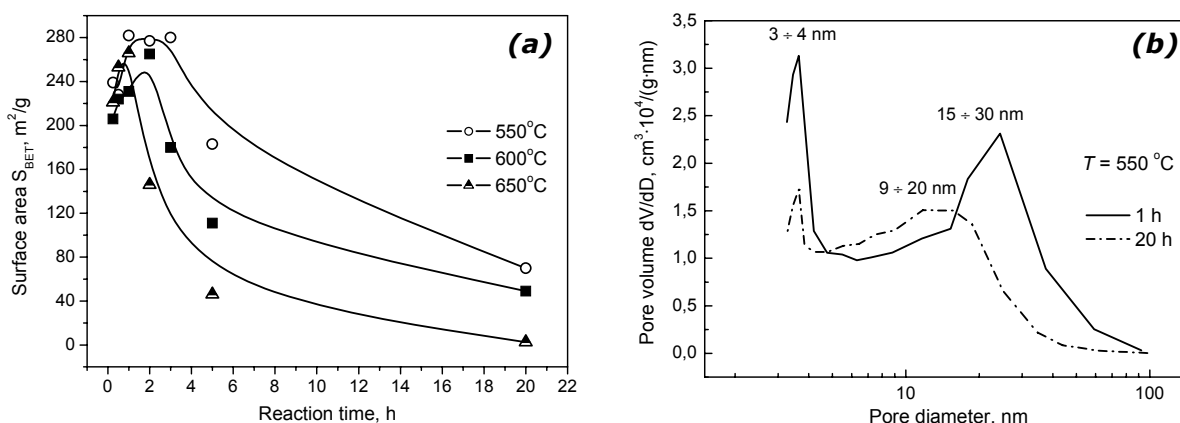 (a)
Surface area S_BET, m²/g
280
240
200
160
120
80
40
0
550°C
600°C
650°C
0 2 4 6 8 10 12 14 16 18 20 22
Reaction time, h
(b)
Pore volume dV/dD, cm³·10⁴/(g·nm)
3,5
3,0
2,5
2,0
1,5
1,0
0,5
0,0
3 ÷ 4 nm
15 ÷ 30 nm
9 ÷ 20 nm
T = 550 °C
1 h
20 h
10 100
Pore diameter, nm